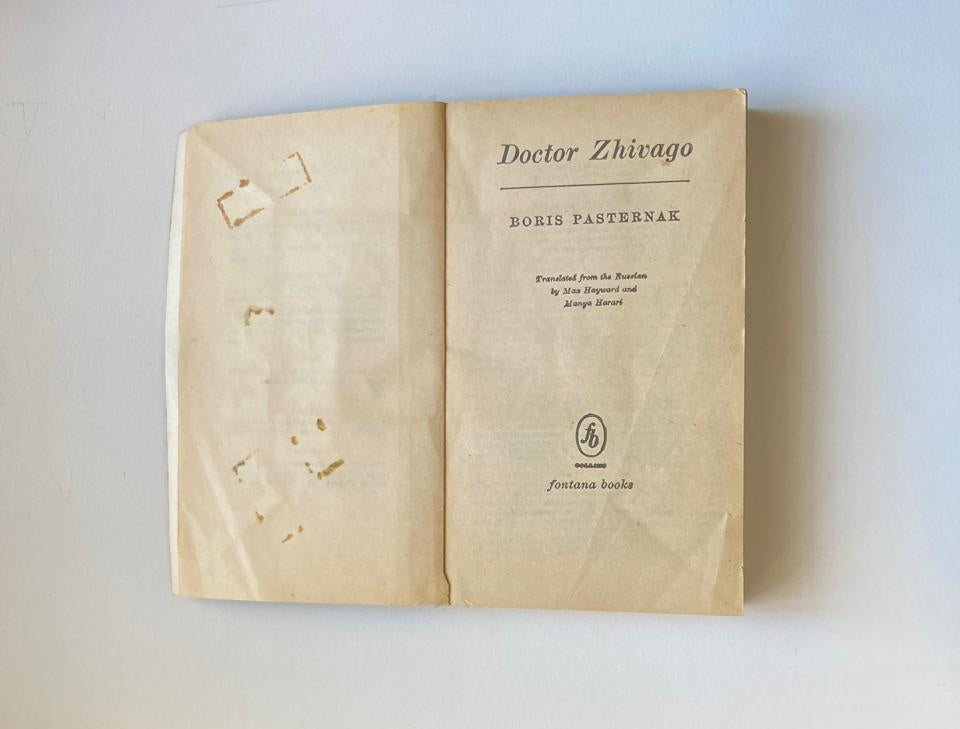 Doctor Zhivago
BORIS PASTERNAK
Translated from the Russian
by Max Hayward and
Manya Harari
fb
COLLINS
fontana books